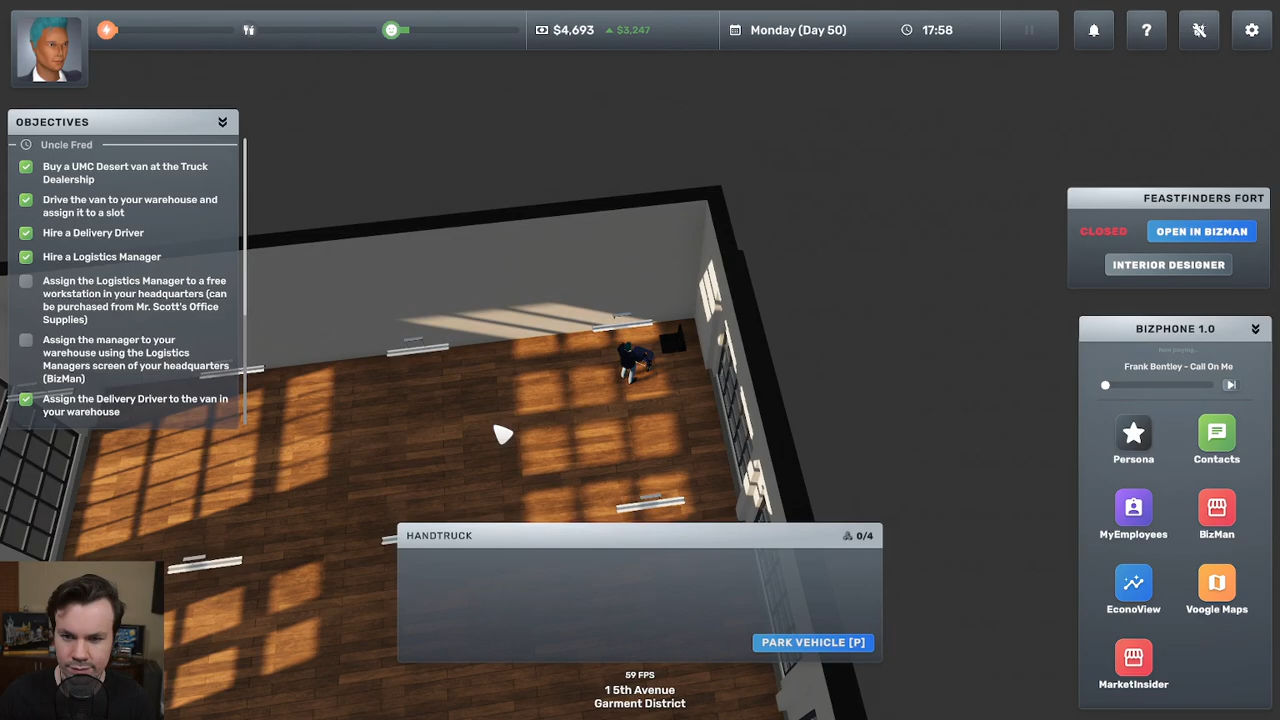 $4,693
$3,247
Monday (Day 50)
17:58
?
OBJECTIVES
Uncle Fred
Buy a UMC Desert van at the Truck
Dealership
Drive the van to your warehouse and
assign it to a slot
Hire a Delivery Driver
Hire a Logistics Manager
Assign the Logistics Manager to a free
workstation in your headquarters (can
be purchased from Mr. Scott's Office
Supplies)
Assign the manager to your
warehouse using the Logistics
Managers screen of your headquarters
(BizMan)
Assign the Delivery Driver to the van in
your warehouse
FEASTFINDERS FORT
CLOSED
OPEN IN BIZMAN
INTERIOR DESIGNER
BIZPHONE 1.0
Now playing...
Frank Bentley - Call On Me
Persona
Contacts
MyEmployees
BizMan
EconoView
Voogle Maps
MarketInsider
HANDTRUCK
0/4
PARK VEHICLE [P]
59 FPS
1 5th Avenue
Garment District